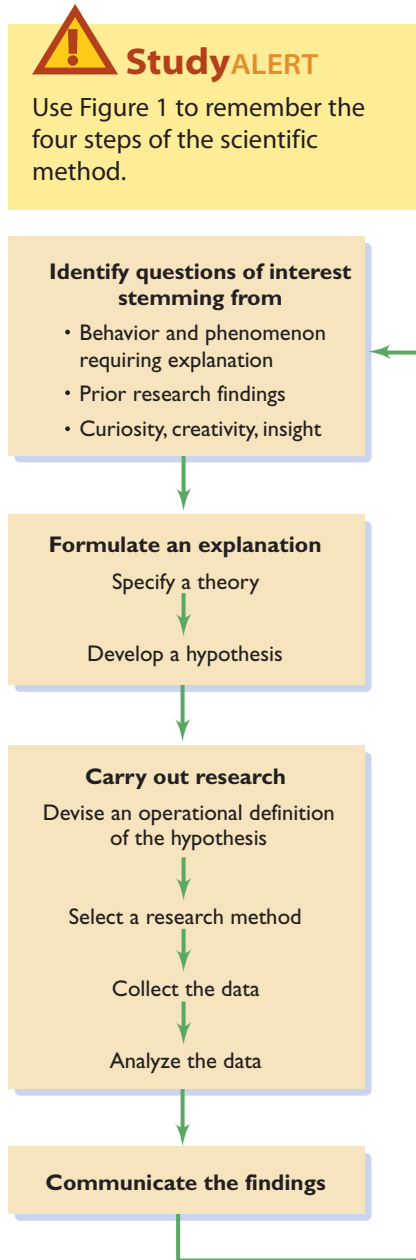 StudyALERT
Use Figure 1 to remember the
four steps of the scientific
method.
Identify questions of interest
stemming from
• Behavior and phenomenon
requiring explanation
• Prior research findings
• Curiosity, creativity, insight
Formulate an explanation
Specify a theory
Develop a hypothesis
Carry out research
Devise an operational definition
of the hypothesis
Select a research method
Collect the data
Analyze the data
Communicate the findings